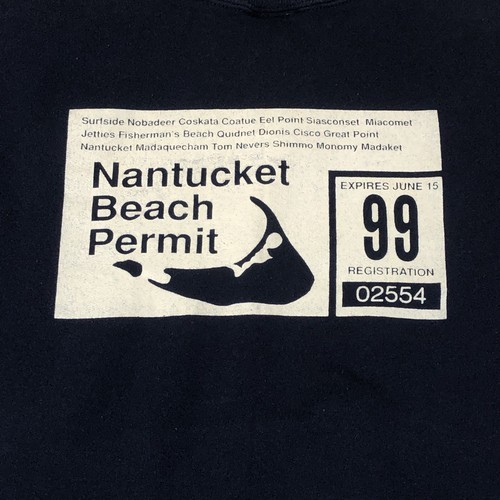 Surfside Nobadeer Coskata Coatue Eel Point Siasconset Miacomet
Jetties Fisherman's Beach Quidnet Dionis Cisco Great Point
Nantucket Madaquecham Tom Nevers Shimmo Monomy Madaket
Nantucket
Beach
Permit
EXPIRES JUNE 15
99
REGISTRATION
02554